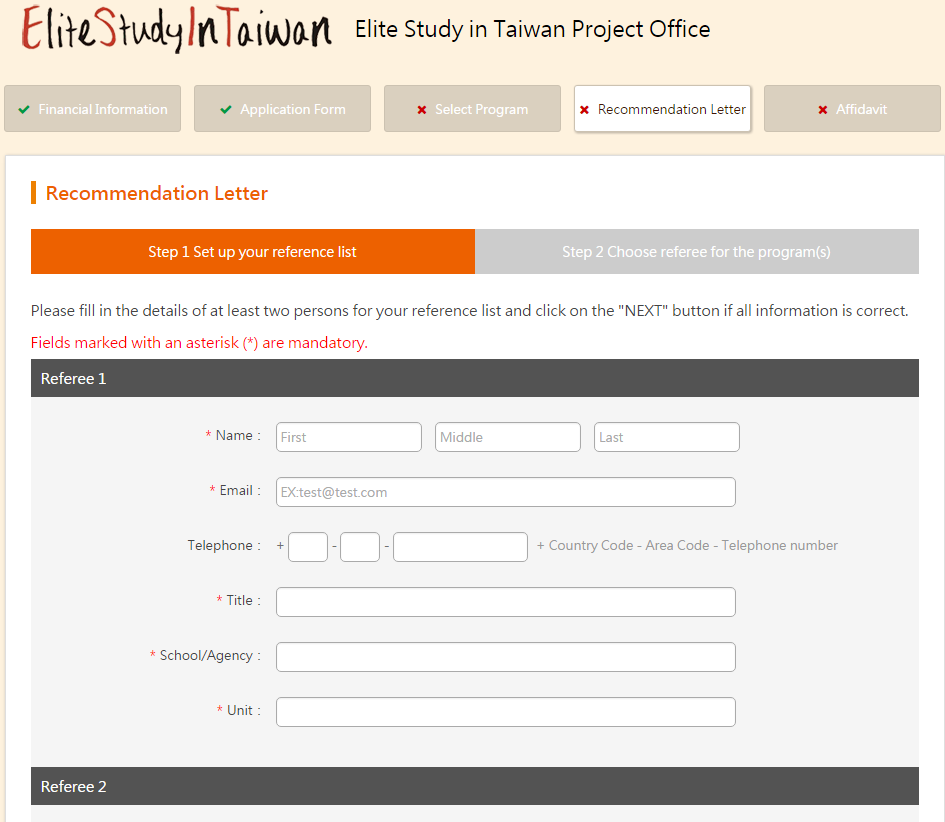 EliteStudyInTaiwan Elite Study in Taiwan Project Office
Financial Information Application Form Select Program Recommendation Letter Affidavit
Recommendation Letter
Step 1 Set up your reference list Step 2 Choose referee for the program(s)
Please fill in the details of at least two persons for your reference list and click on the "NEXT" button if all information is correct.
Fields marked with an asterisk (*) are mandatory.
Referee 1
* Name : First Middle Last
* Email : EX:test@test.com
Telephone : + - - + Country Code - Area Code - Telephone number
* Title :
* School/Agency :
* Unit :
Referee 2